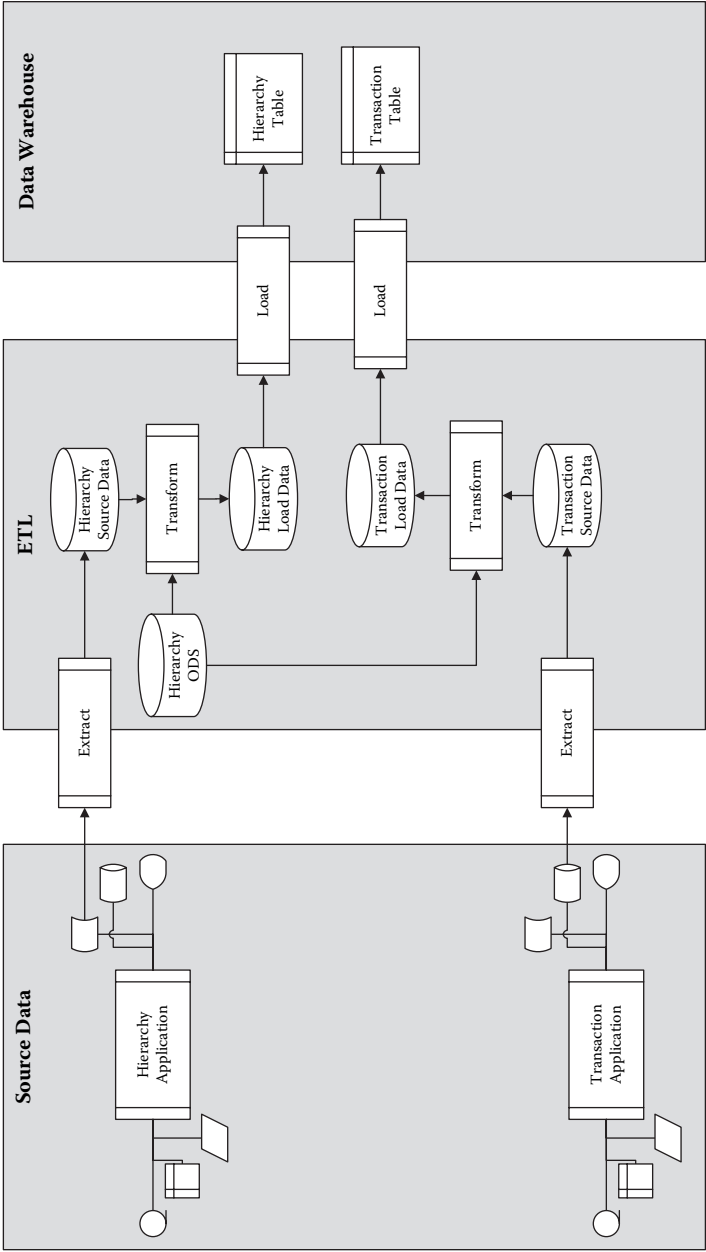 Source Data
Hierarchy
Application
Transaction
Application
ETL
Extract
Hierarchy
Source Data
Hierarchy
ODS
Transform
Hierarchy
Load Data
Transaction
Load Data
Transform
Extract
Transaction
Source Data
Data Warehouse
Load
Hierarchy
Table
Load
Transaction
Table